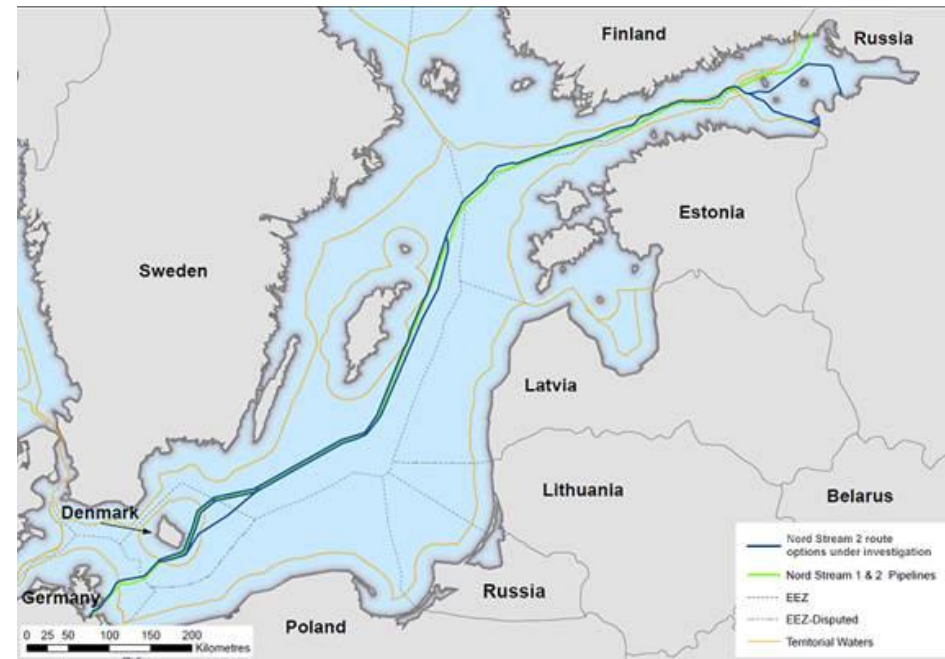 Finland
Russia
Estonia
Sweden
Latvia
Lithuania
Belarus
Denmark
Germany
Russia
Poland
Nord Stream 2 route
options under investigation
Nord Stream 1 & 2 Pipelines
EEZ
EEZ-Disputed
Territorial Waters
0 25 50 100 150 200
Kilometres